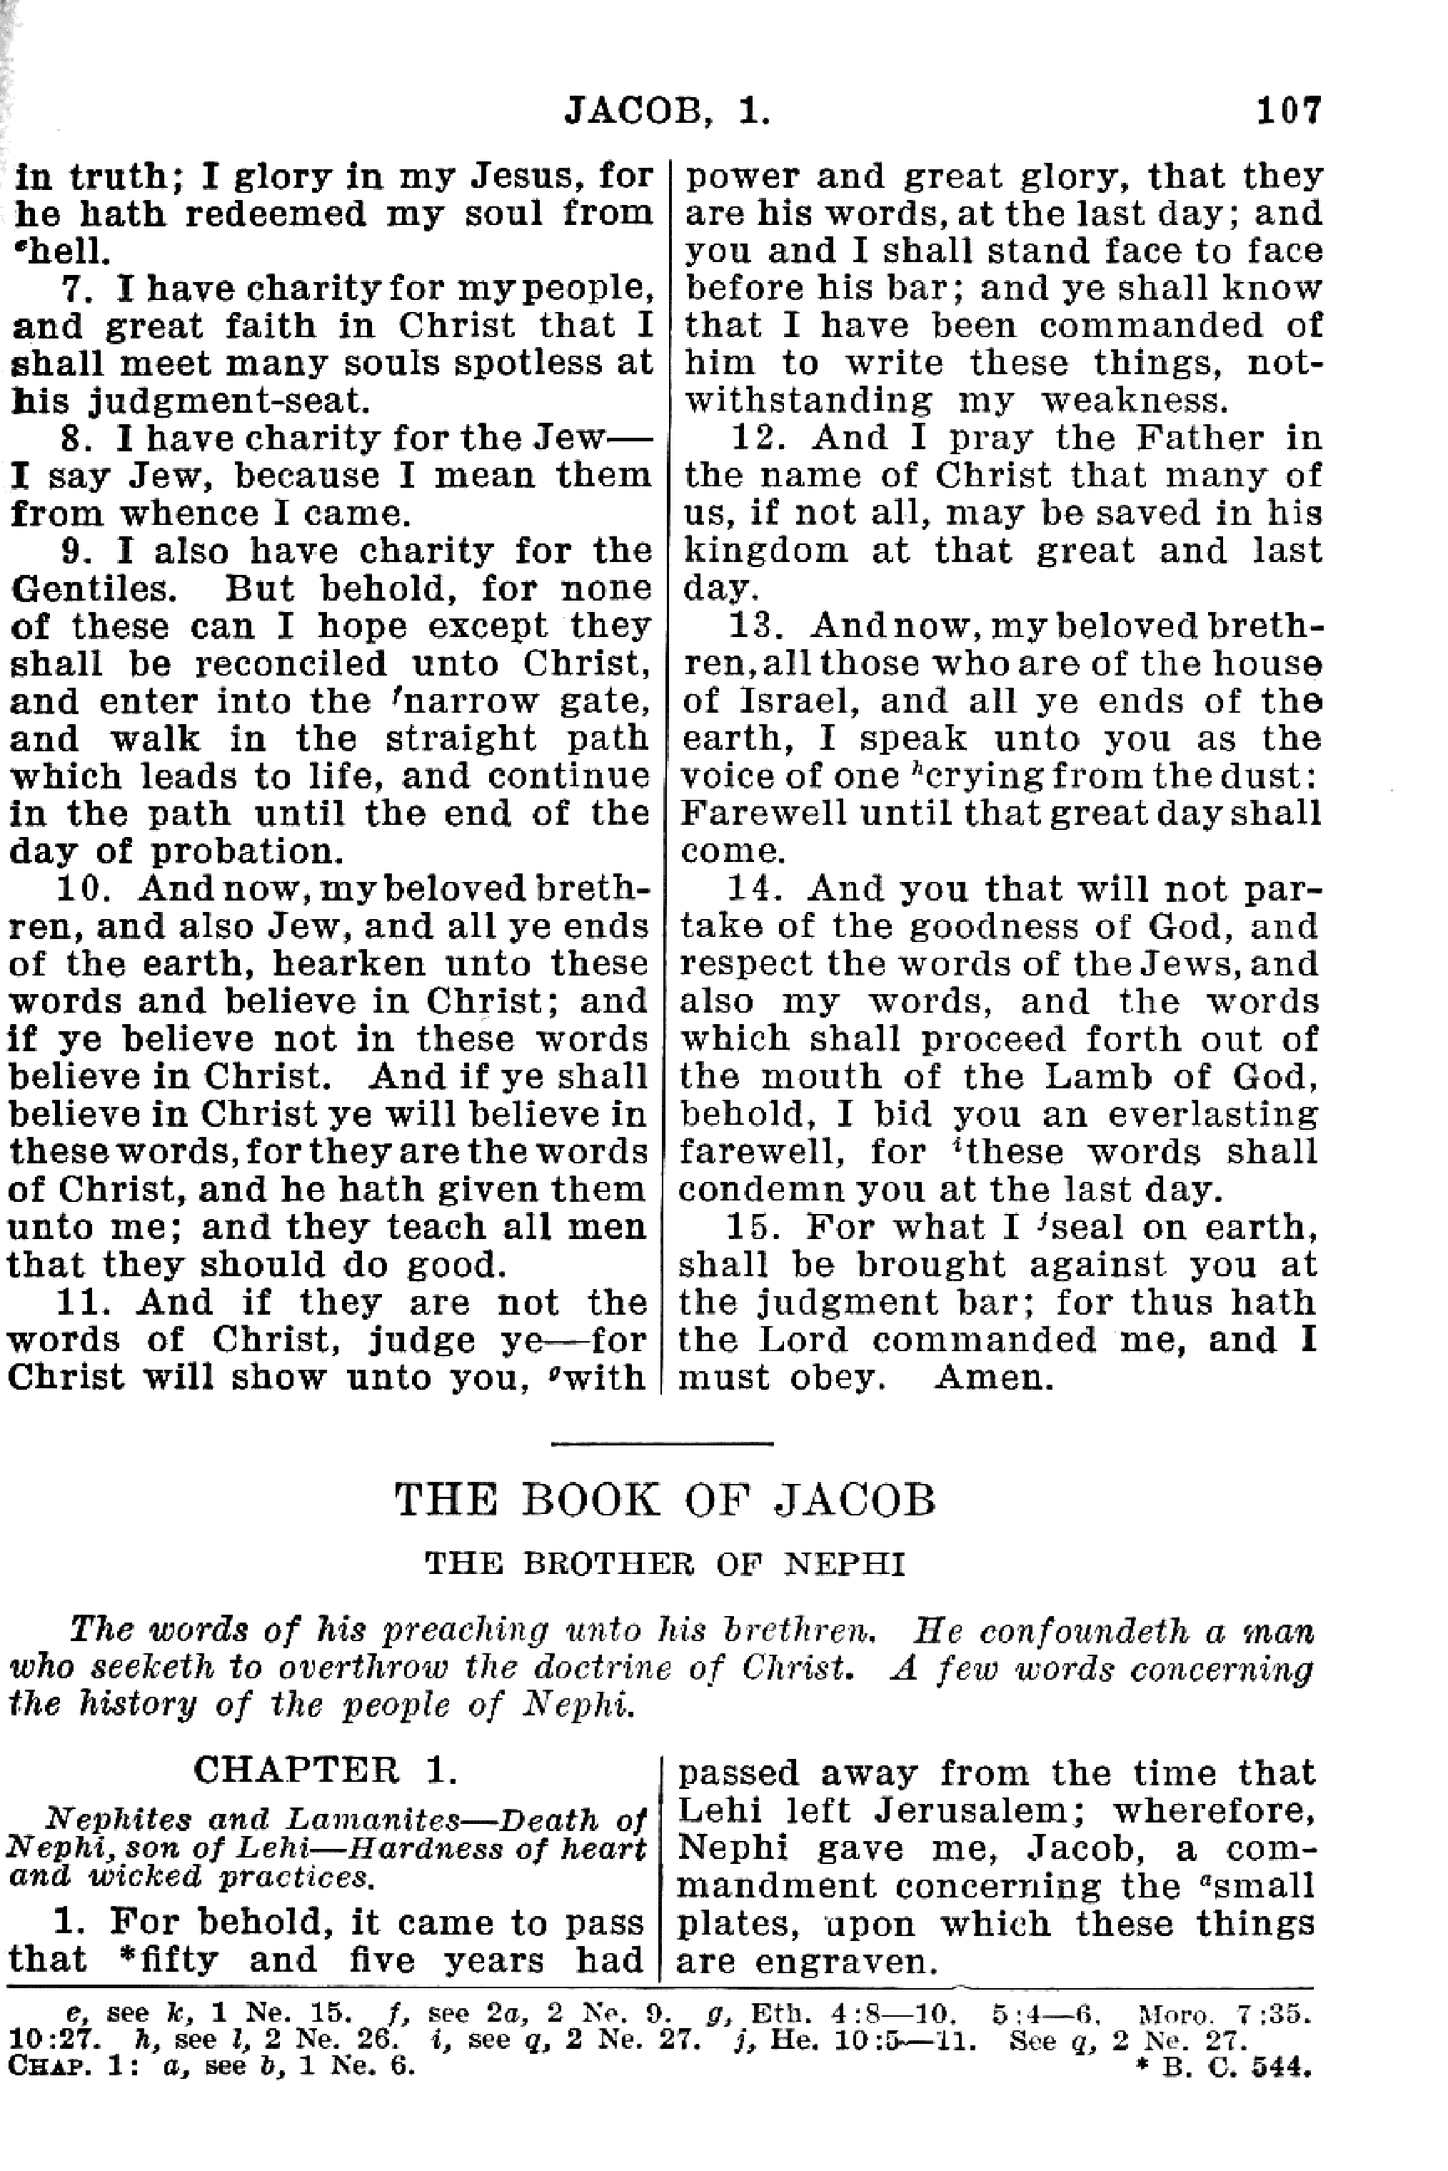 JACOB, 1.
107
in truth; I glory in my Jesus, for
he hath redeemed my soul from
ehell.
7. I have charity for my people,
and great faith in Christ that I
shall meet many souls spotless at
his judgment-seat.
8. I have charity for the Jew—
I say Jew, because I mean them
from whence I came.
9. I also have charity for the
Gentiles. But behold, for none
of these can I hope except they
shall be reconciled unto Christ,
and enter into the fnarrow gate,
and walk in the straight path
which leads to life, and continue
in the path until the end of the
day of probation.
10. And now, my beloved breth-
ren, and also Jew, and all ye ends
of the earth, hearken unto these
words and believe in Christ; and
if ye believe not in these words
believe in Christ. And if ye shall
believe in Christ ye will believe in
these words, for they are the words
of Christ, and he hath given them
unto me; and they teach all men
that they should do good.
11. And if they are not the
words of Christ, judge ye—for
Christ will show unto you, gwith
power and great glory, that they
are his words, at the last day; and
you and I shall stand face to face
before his bar; and ye shall know
that I have been commanded of
him to write these things, not-
withstanding my weakness.
12. And I pray the Father in
the name of Christ that many of
us, if not all, may be saved in his
kingdom at that great and last
day.
13. And now, my beloved breth-
ren, all those who are of the house
of Israel, and all ye ends of the
earth, I speak unto you as the
voice of one hcrying from the dust:
Farewell until that great day shall
come.
14. And you that will not par-
take of the goodness of God, and
respect the words of the Jews, and
also my words, and the words
which shall proceed forth out of
the mouth of the Lamb of God,
behold, I bid you an everlasting
farewell, for ithese words shall
condemn you at the last day.
15. For what I jseal on earth,
shall be brought against you at
the judgment bar; for thus hath
the Lord commanded me, and I
must obey. Amen.
THE BOOK OF JACOB
THE BROTHER OF NEPHI
The words of his preaching unto his brethren. He confoundeth a man
who seeketh to overthrow the doctrine of Christ. A few words concerning
the history of the people of Nephi.
CHAPTER 1.
Nephites and Lamanites—Death of
Nephi, son of Lehi—Hardness of heart
and wicked practices.
1. For behold, it came to pass
that *fifty and five years had
passed away from the time that
Lehi left Jerusalem; wherefore,
Nephi gave me, Jacob, a com-
mandment concerning the asmall
plates, upon which these things
are engraven.
e, see k, 1 Ne. 15. f, see 2a, 2 Ne. 9. g, Eth. 4:8—10. 5:4—6. Moro. 7:35.
10:27. h, see l, 2 Ne. 26. i, see q, 2 Ne. 27. j, He. 10:5—11. See q, 2 Ne. 27.
CHAP. 1: a, see b, 1 Ne. 6. * B. C. 544.